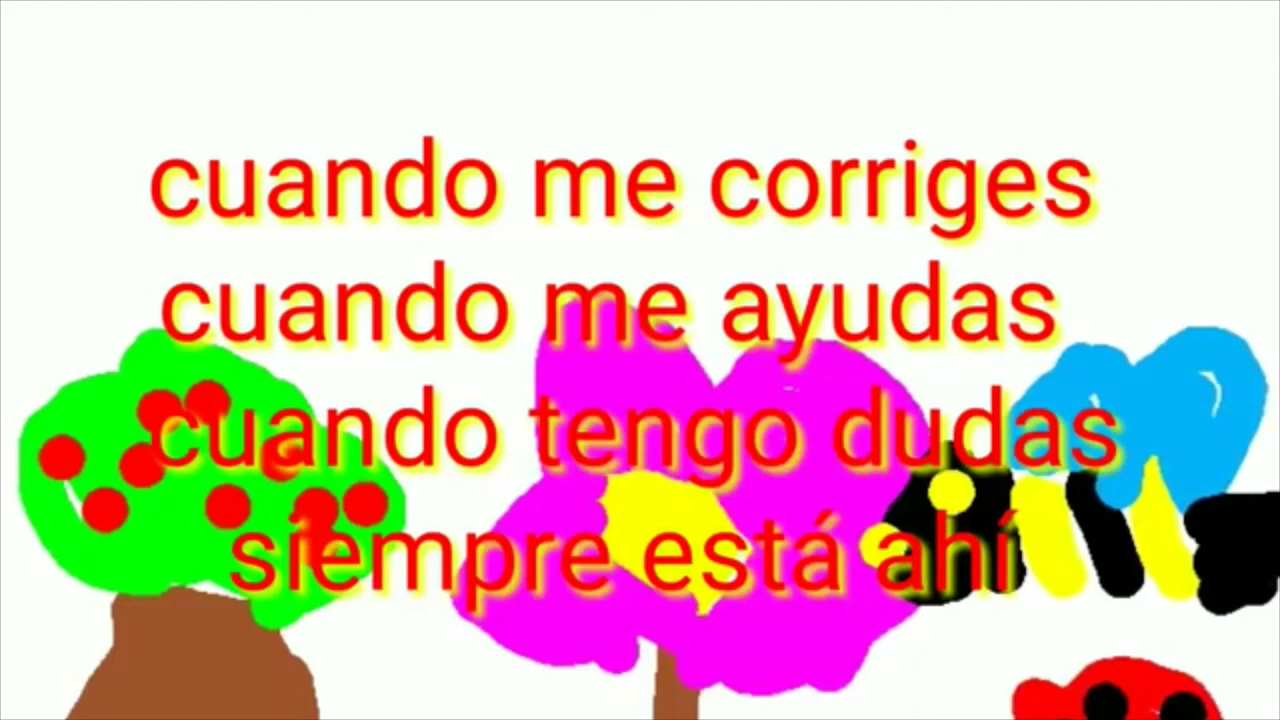 cuando me corriges
cuando me ayudas
cuando tengo dudas
siempre está ahí